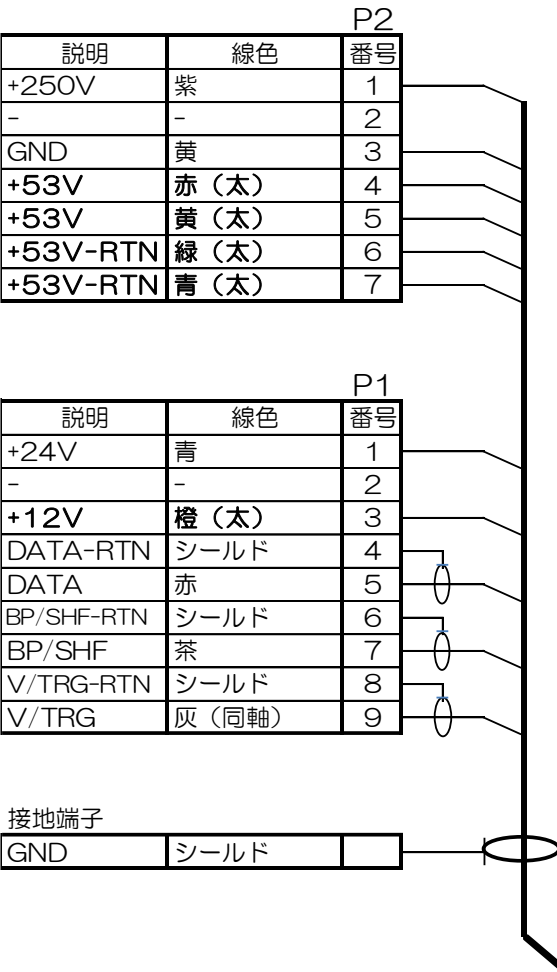 P2
説明 線色 番号
+250V 紫 1
- - 2
GND 黄 3
+53V 赤（太） 4
+53V 黄（太） 5
+53V-RTN 緑（太） 6
+53V-RTN 青（太） 7
P1
説明 線色 番号
+24V 青 1
- - 2
+12V 橙（太） 3
DATA-RTN シールド 4
DATA 赤 5
BP/SHF-RTN シールド 6
BP/SHF 茶 7
V/TRG-RTN シールド 8
V/TRG 灰（同軸） 9
接地端子
GND シールド